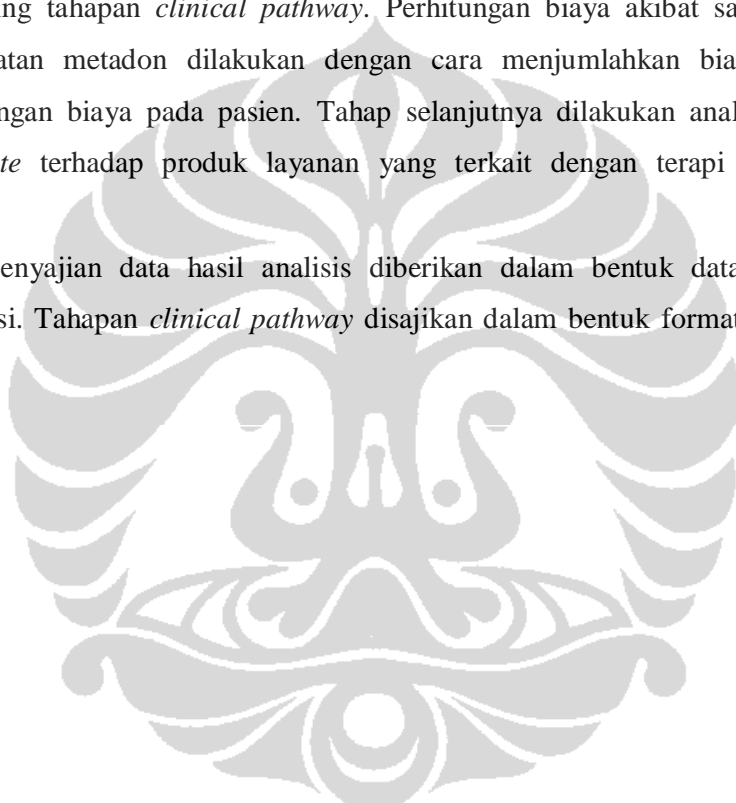 ing tahapan clinical pathway. Perhitungan biaya akibat sa
atan metadon dilakukan dengan cara menjumlahkan bia
ngan biaya pada pasien. Tahap selanjutnya dilakukan anal
te terhadap produk layanan yang terkait dengan terapi
enyajian data hasil analisis diberikan dalam bentuk data
si. Tahapan clinical pathway disajikan dalam bentuk format